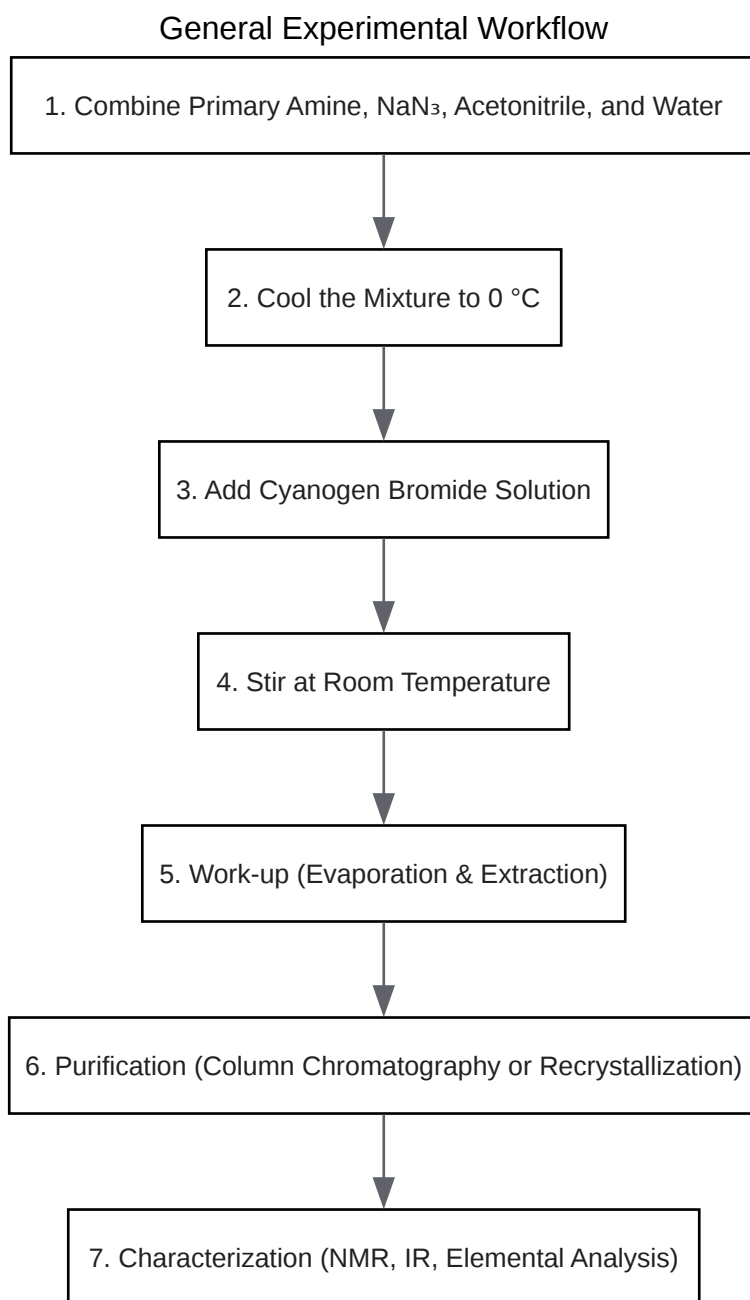 General Experimental Workflow
1. Combine Primary Amine, NaN₃, Acetonitrile, and Water
2. Cool the Mixture to 0 °C
3. Add Cyanogen Bromide Solution
4. Stir at Room Temperature
5. Work-up (Evaporation & Extraction)
6. Purification (Column Chromatography or Recrystallization)
7. Characterization (NMR, IR, Elemental Analysis)